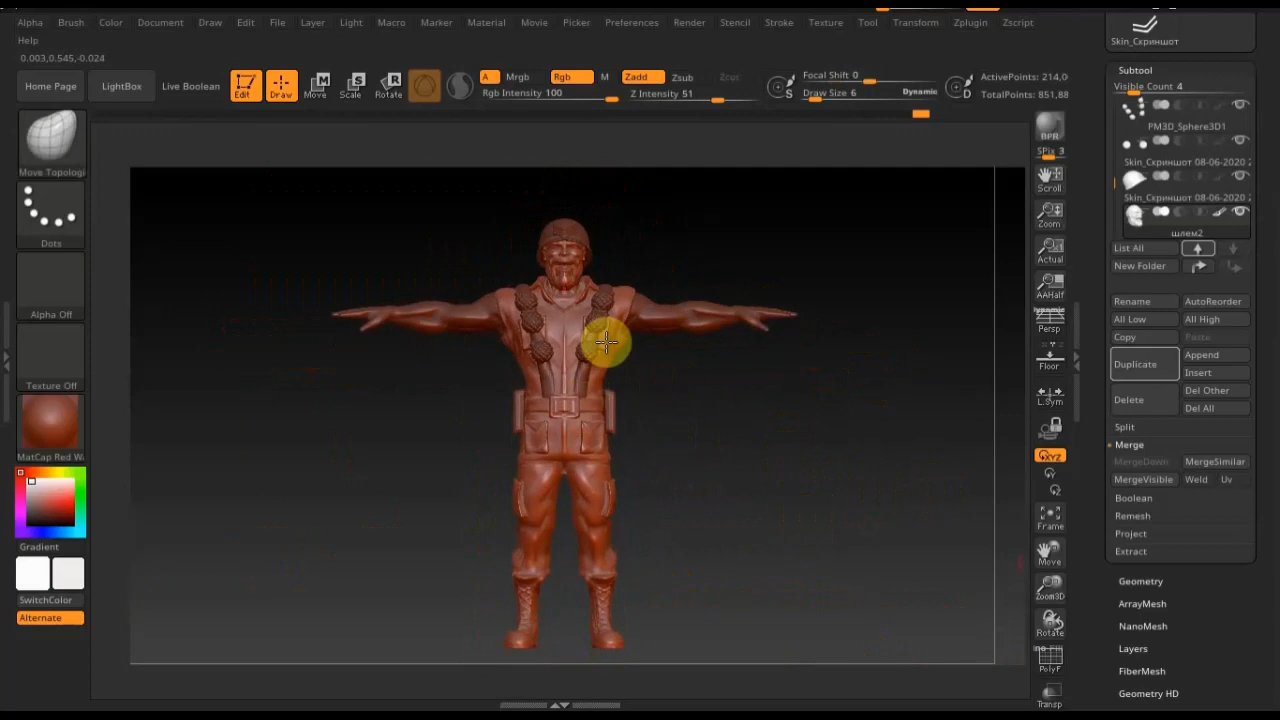 Alpha Brush Color Document Draw Edit File Layer Light Macro Marker Material Movie Picker Preferences Render Stencil Stroke Texture Tool Transform Zplugin Zscript
Help
0.003,0.545,-0.024
Home Page
LightBox
Live Boolean
Edit
Draw
Move
Scale
Rotate
A Mrgb Rgb M Zadd Zsub Zcut
Rgb Intensity 100
Z Intensity 51
Focal Shift 0
Draw Size 6
Dynamic
S
D
ActivePoints: 214,0
TotalPoints: 851,88
Move Topologi
Dots
Alpha Off
Texture Off
MatCap Red Wa
Gradient
SwitchColor
Alternate
BPR
SPix 3
Scroll
Zoom
Actual
AAHalf
Dynamic
Persp
Floor
L.Sym
XYZ
Y
Z
Frame
Move
Zoom3D
Rotate
PolyF
Transp
Skin_Скриншот
Subtool
Visible Count 4
PM3D_Sphere3D1
Skin_Скриншот 08-06-2020 2
Skin_Скриншот 08-06-2020 2
шлем2
List All
New Folder
Rename AutoReorder
All Low All High
Copy Paste
Duplicate
Append
Insert
Delete
Del Other
Del All
Split
Merge
MergeDown MergeSimilar
MergeVisible Weld Uv
Boolean
Remesh
Project
Extract
Geometry
ArrayMesh
NanoMesh
Layers
FiberMesh
Geometry HD